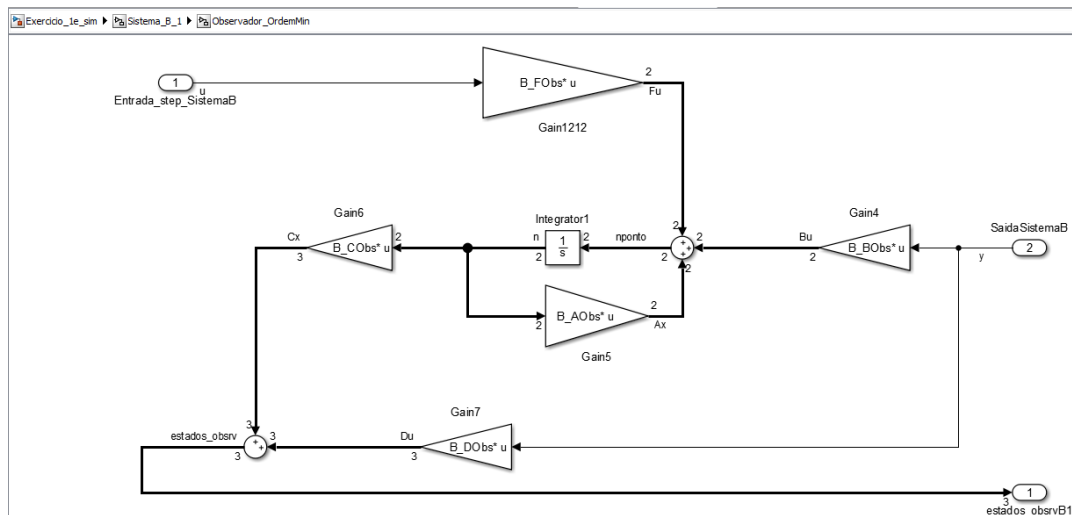 Exercicio_1e_sim ▶ Sistema_B_1 ▶ Observador_OrdemMin
1
u
Entrada_step_SistemaB
B_FObs* u
2
Fu
Gain1212
Gain6
Cx
3
B_CObs* u
2
Integrator1
n
2
1
s
2
nponto
2
2
+
+
+
2
2
Gain4
Bu
2
B_BObs* u
y
SaidaSistemaB
2
2
B_AObs* u
2
Ax
Gain5
Gain7
estados_obsrv
3
3
+
+
3
Du
3
B_DObs* u
1
3
estados_obsrvB1